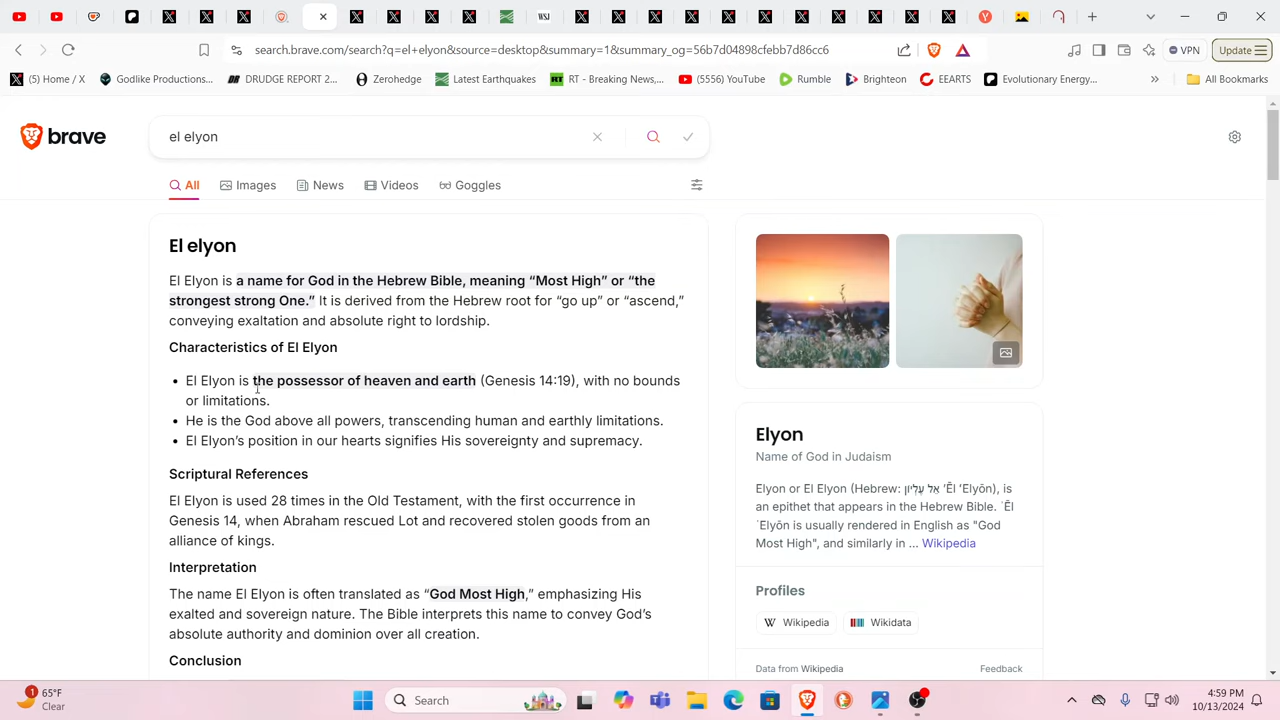 search.brave.com/search?q=el+elyon&source=desktop&summary=1&summary_og=56b7d04898cfebb7d86cc6
VPN
Update
(5) Home / X
Godlike Productions...
DRUDGE REPORT 2...
Zerohedge
Latest Earthquakes
RT - Breaking News,...
(5556) YouTube
Rumble
Brighteon
EEARTS
Evolutionary Energy...
»
All Bookmarks
brave
el elyon
All
Images
News
Videos
Goggles
El elyon
El Elyon is a name for God in the Hebrew Bible, meaning “Most High” or “the
strongest strong One.” It is derived from the Hebrew root for “go up” or “ascend,”
conveying exaltation and absolute right to lordship.
Characteristics of El Elyon
• El Elyon is the possessor of heaven and earth (Genesis 14:19), with no bounds
or limitations.
• He is the God above all powers, transcending human and earthly limitations.
• El Elyon’s position in our hearts signifies His sovereignty and supremacy.
Scriptural References
El Elyon is used 28 times in the Old Testament, with the first occurrence in
Genesis 14, when Abraham rescued Lot and recovered stolen goods from an
alliance of kings.
Interpretation
The name El Elyon is often translated as “God Most High,” emphasizing His
exalted and sovereign nature. The Bible interprets this name to convey God’s
absolute authority and dominion over all creation.
Conclusion
Elyon
Name of God in Judaism
Elyon or El Elyon (Hebrew: אֵל עֶלְיוֹן ʼĒl ʻElyōn), is
an epithet that appears in the Hebrew Bible. ʾĒl
ʿElyōn is usually rendered in English as "God
Most High", and similarly in ... Wikipedia
Profiles
W Wikipedia
Wikidata
Data from Wikipedia
Feedback
1
65°F
Clear
Search
4:59 PM
10/13/2024